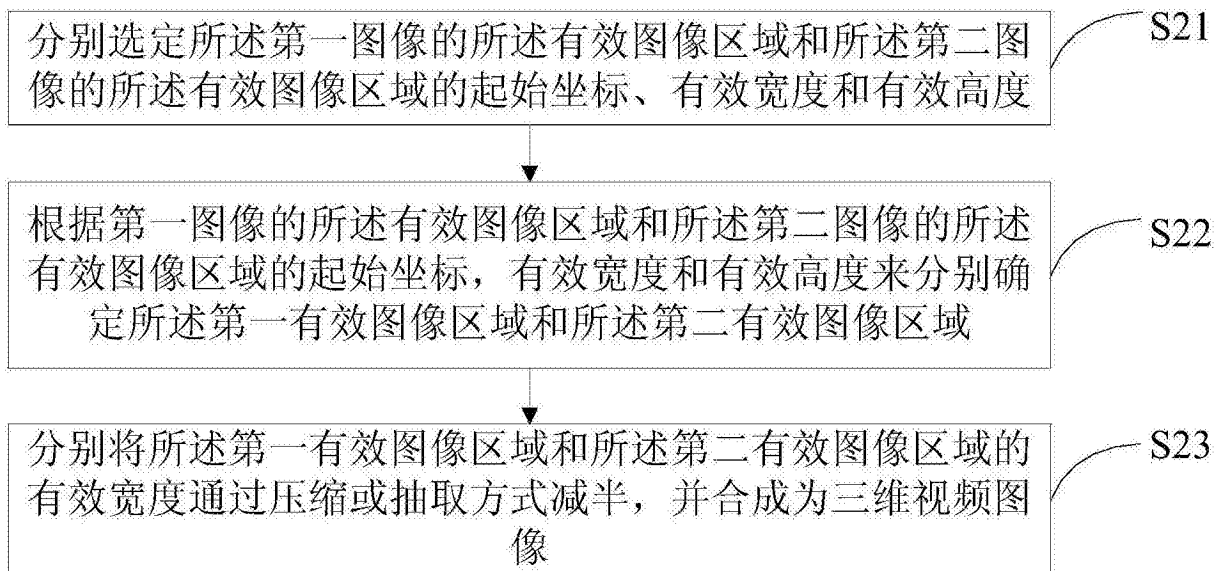 分别选定所述第一图像的所述有效图像区域和所述第二图
像的所述有效图像区域的起始坐标、有效宽度和有效高度
S21
根据第一图像的所述有效图像区域和所述第二图像的所述
有效图像区域的起始坐标，有效宽度和有效高度来分别确
定所述第一有效图像区域和所述第二有效图像区域
S22
分别将所述第一有效图像区域和所述第二有效图像区域的
有效宽度通过压缩或抽取方式减半，并合成为三维视频图
像
S23